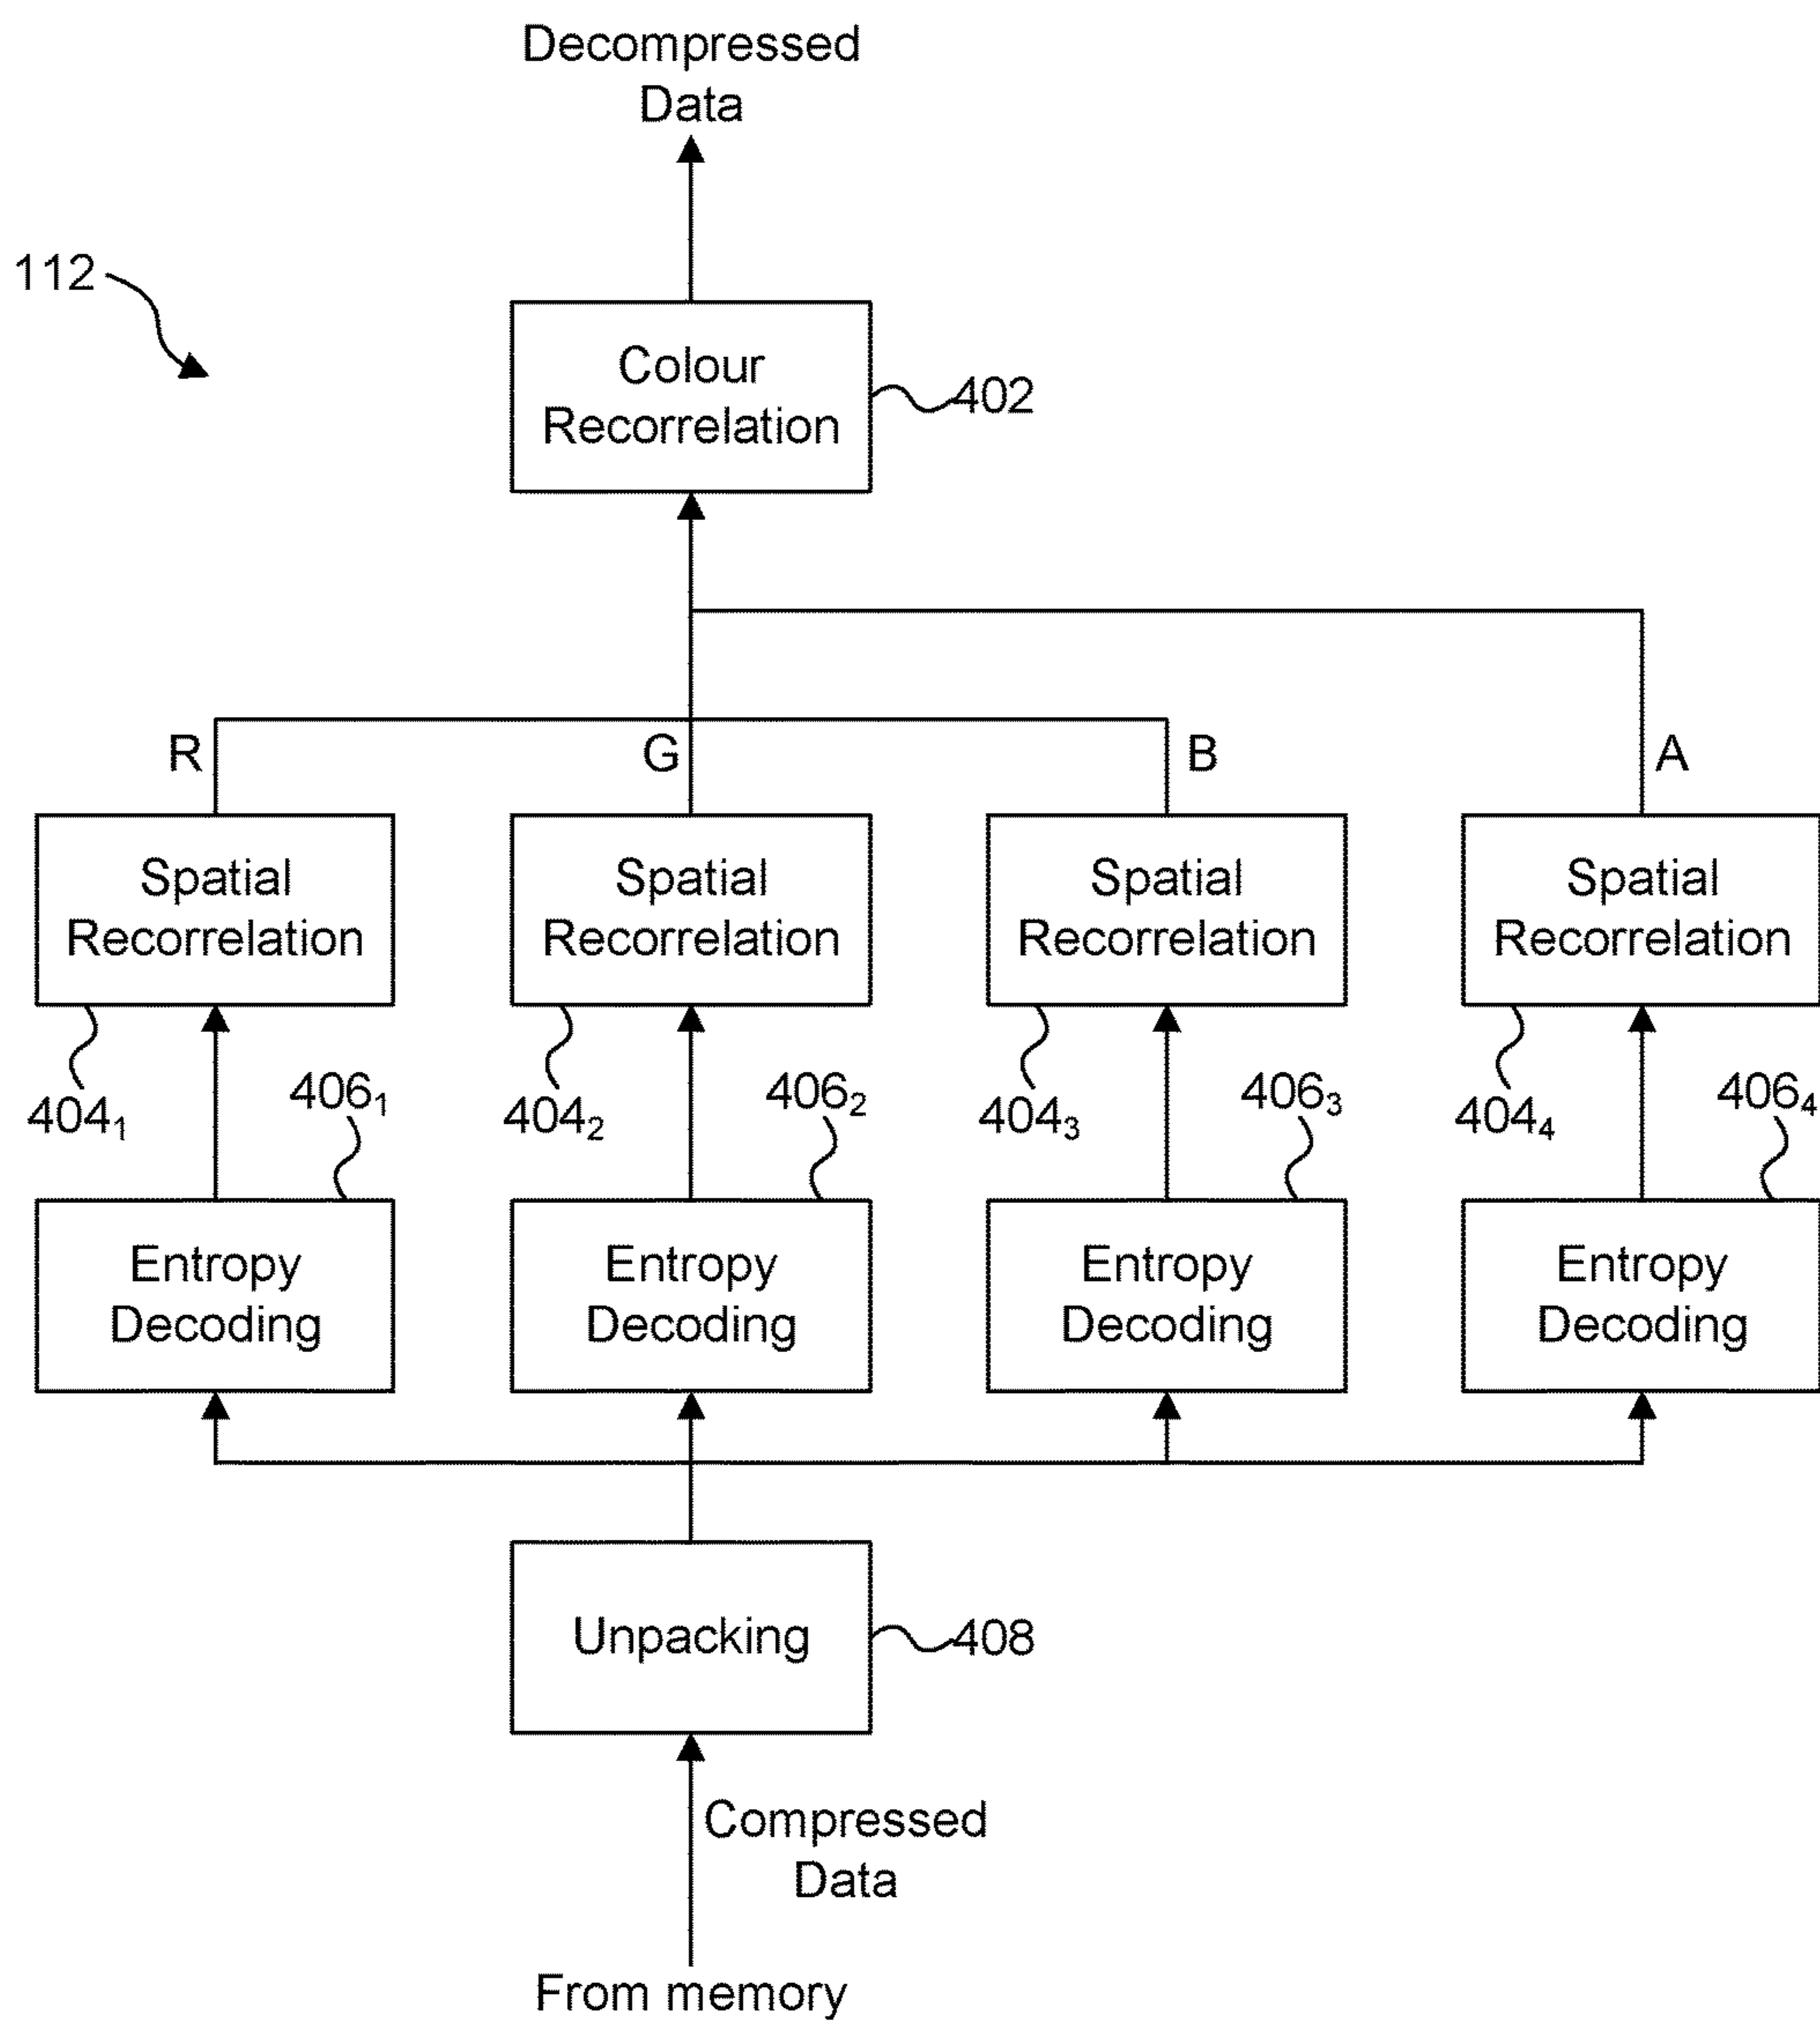 Decompressed
Data
112
Colour
Recorrelation
402
R
G
B
A
Spatial
Recorrelation
Spatial
Recorrelation
Spatial
Recorrelation
Spatial
Recorrelation
404₁
406₁
404₂
406₂
404₃
406₃
404₄
406₄
Entropy
Decoding
Entropy
Decoding
Entropy
Decoding
Entropy
Decoding
Unpacking
408
Compressed
Data
From memory